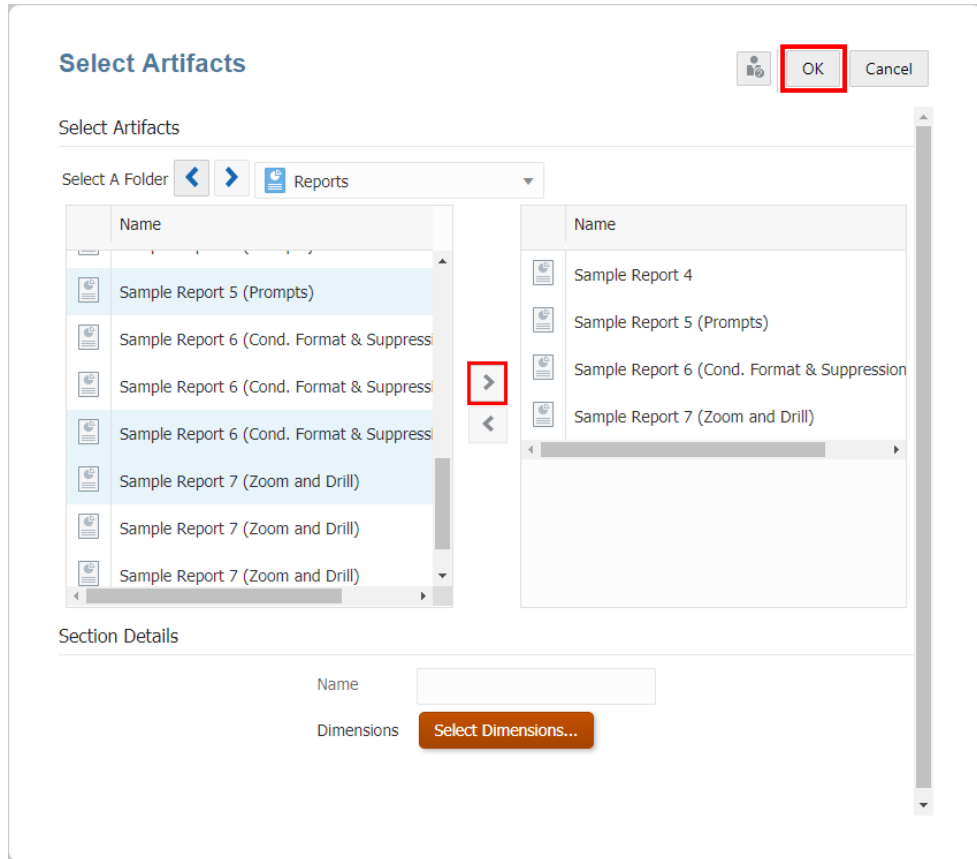 Select Artifacts
OK
Cancel
Select Artifacts
Select A Folder
Reports
Name
Sample Report 5 (Prompts)
Sample Report 6 (Cond. Format & Suppressi
Sample Report 6 (Cond. Format & Suppressi
Sample Report 6 (Cond. Format & Suppressi
Sample Report 7 (Zoom and Drill)
Sample Report 7 (Zoom and Drill)
Sample Report 7 (Zoom and Drill)
Name
Sample Report 4
Sample Report 5 (Prompts)
Sample Report 6 (Cond. Format & Suppression
Sample Report 7 (Zoom and Drill)
Section Details
Name
Dimensions
Select Dimensions...